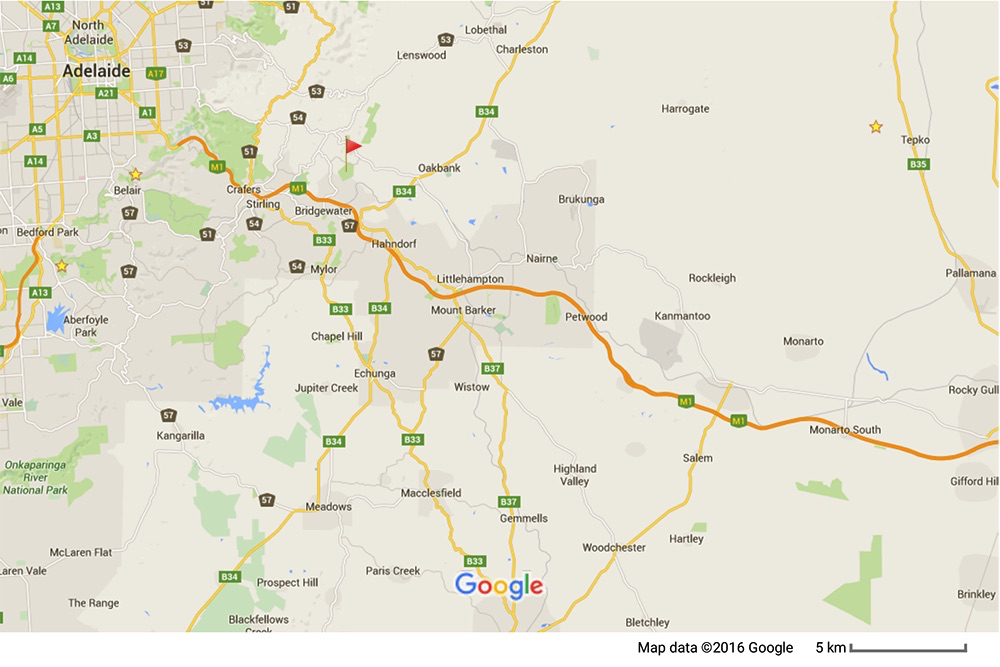 A13
51
51
A7
North
Adelaide
Lobethal
53
53
Charleston
Lenswood
A14
Adelaide
A17
A6
A21
53
B34
Harrogate
A1
54
A5
A3
Tepko
51
A14
M1
B35
Oakbank
Belair
Crafers
M1
B34
Stirling
Brukunga
57
Bridgewater
54
57
Bedford Park
51
B33
Hahndorf
Nairne
54
Mylor
57
Pallamana
Littlehampton
Rockleigh
A13
B33
B34
Mount Barker
Petwood
Kanmantoo
Aberfoyle
Park
Chapel Hill
Monarto
57
B37
Echunga
Jupiter Creek
Wistow
Rocky Gull
Vale
M1
57
M1
Monarto South
Kangarilla
B34
B33
Salem
Onkaparinga
River
National Park
Highland
Valley
Gifford Hil
Macclesfield
57
B37
Meadows
Gemmells
Hartley
McLaren Flat
Woodchester
B33
aren Vale
Paris Creek
B34
Prospect Hill
Google
Brinkley
The Range
Blackfellows
Creek
Bletchley
Map data ©2016 Google 5 km